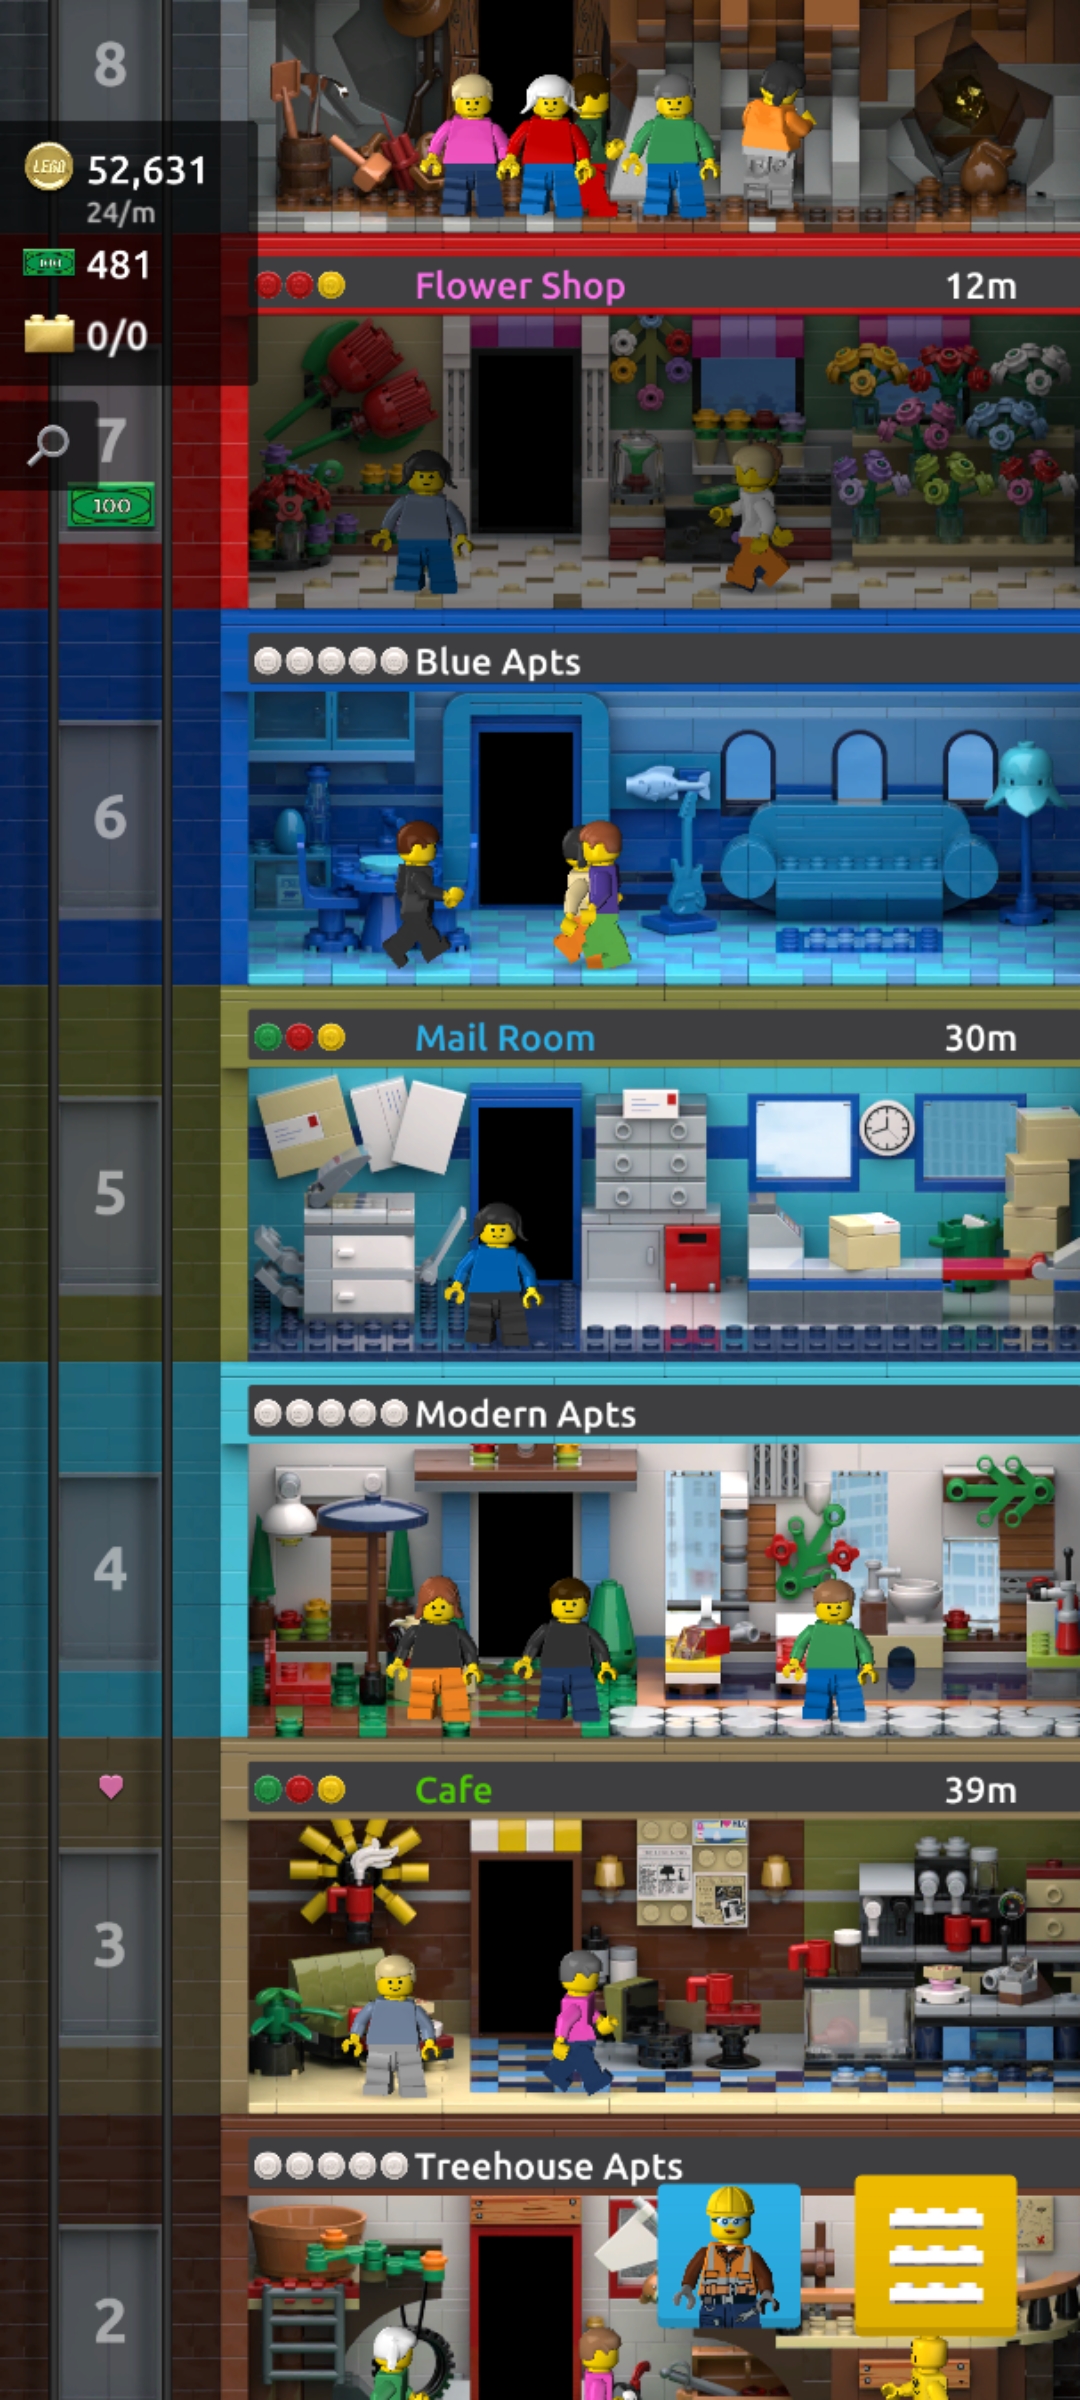 8
LEGO
52,631
24/m
481
0/0
Flower Shop
12m
7
100
Blue Apts
6
Mail Room
30m
5
Modern Apts
4
Cafe
39m
3
Treehouse Apts
2